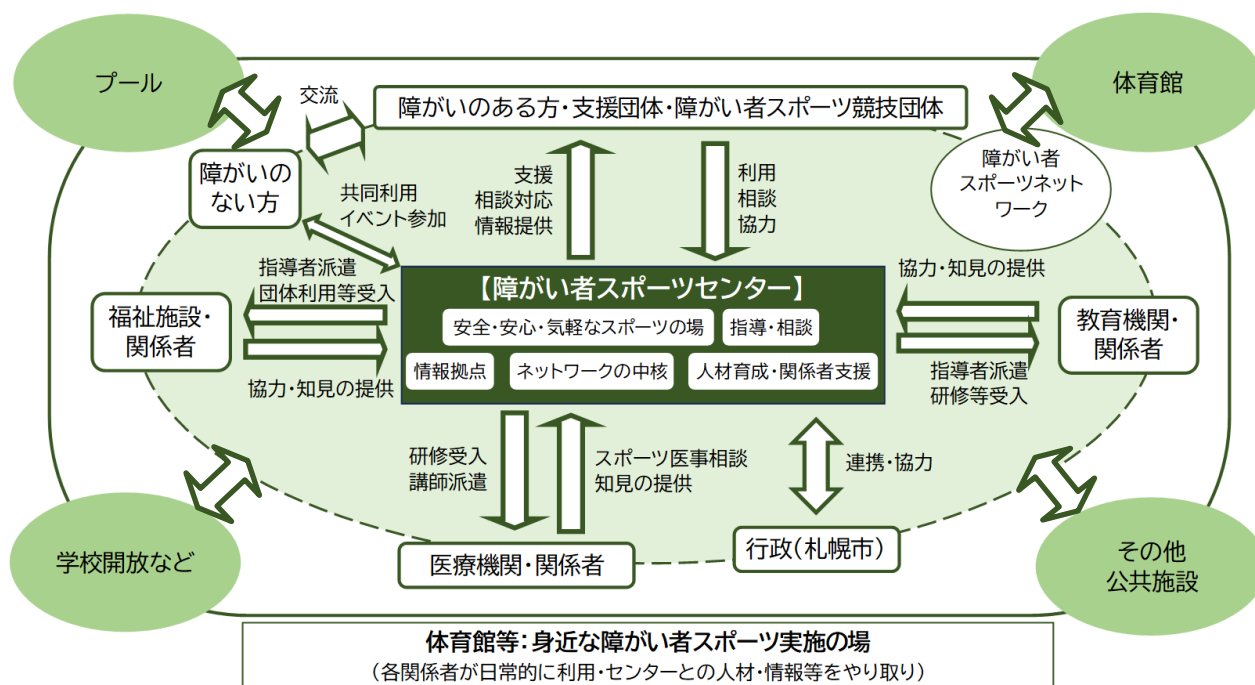 プール
体育館
交流
障がいのある方・支援団体・障がい者スポーツ競技団体
障がいの
ない方
障がい者
スポーツネット
ワーク
共同利用
イベント参加
支援
相談対応
情報提供
利用
相談
協力
指導者派遣
団体利用等受入
協力・知見の提供
【障がい者スポーツセンター】
安全・安心・気軽なスポーツの場
指導・相談
情報拠点
ネットワークの中核
人材育成・関係者支援
福祉施設・
関係者
教育機関・
関係者
協力・知見の提供
指導者派遣
研修等受入
研修受入
講師派遣
スポーツ医事相談
知見の提供
連携・協力
医療機関・関係者
行政(札幌市)
学校開放など
その他
公共施設
体育館等:身近な障がい者スポーツ実施の場
(各関係者が日常的に利用・センターとの人材・情報等をやり取り)